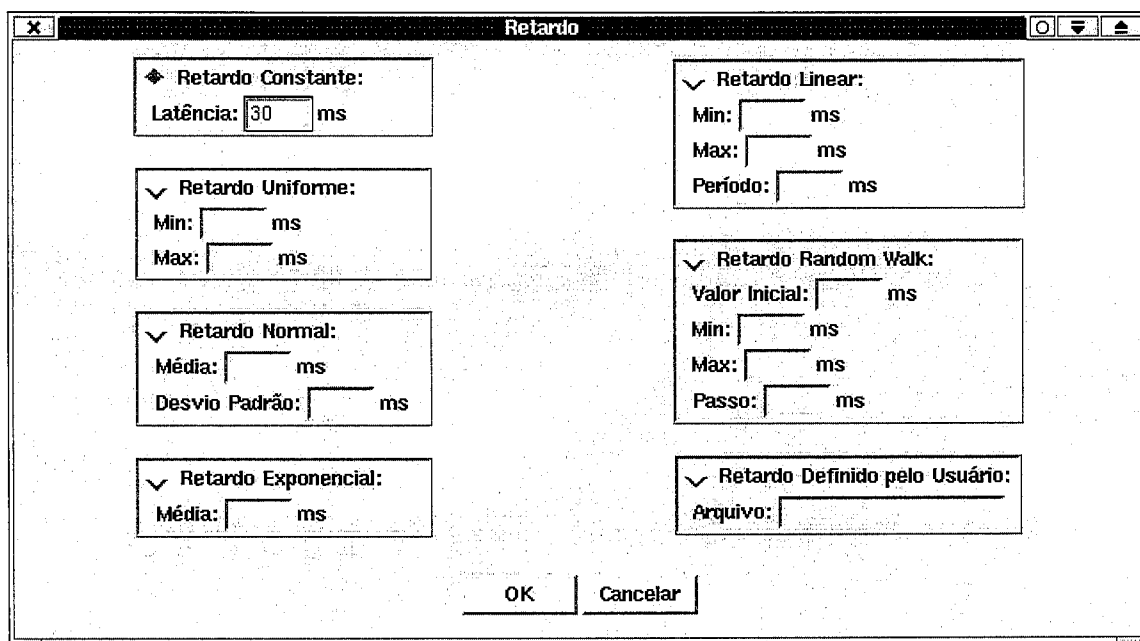 Retardo
Retardo Constante:
Latência: 30 ms
Retardo Uniforme:
Min: ms
Max: ms
Retardo Normal:
Média: ms
Desvio Padrão: ms
Retardo Exponencial:
Média: ms
Retardo Linear:
Min: ms
Max: ms
Período: ms
Retardo Random Walk:
Valor Inicial: ms
Min: ms
Max: ms
Passo: ms
Retardo Definido pelo Usuário:
Arquivo:
OK Cancelar